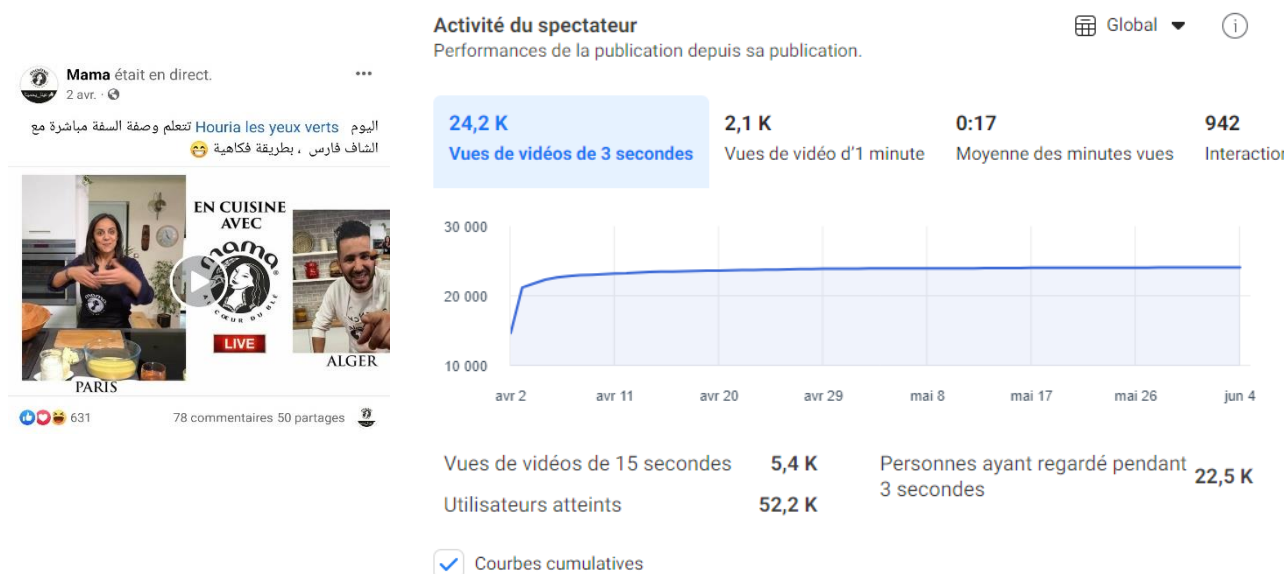 Mama était en direct.
2 avr.
اليوم Houria les yeux verts تتعلم وصفة السفة مباشرة مع
الشاف فارس ، بطريقة فكاهية 😁
EN CUISINE
AVEC
mama
AU CŒUR DU BLÉ
LIVE
PARIS
ALGER
631
78 commentaires 50 partages
Activité du spectateur
Global
Performances de la publication depuis sa publication.
24,2 K
Vues de vidéos de 3 secondes
2,1 K
Vues de vidéo d'1 minute
0:17
Moyenne des minutes vues
942
Interaction
30 000
20 000
10 000
avr 2 avr 11 avr 20 avr 29 mai 8 mai 17 mai 26 jun 4
Vues de vidéos de 15 secondes 5,4 K
Utilisateurs atteints 52,2 K
Personnes ayant regardé pendant
3 secondes
22,5 K
Courbes cumulatives